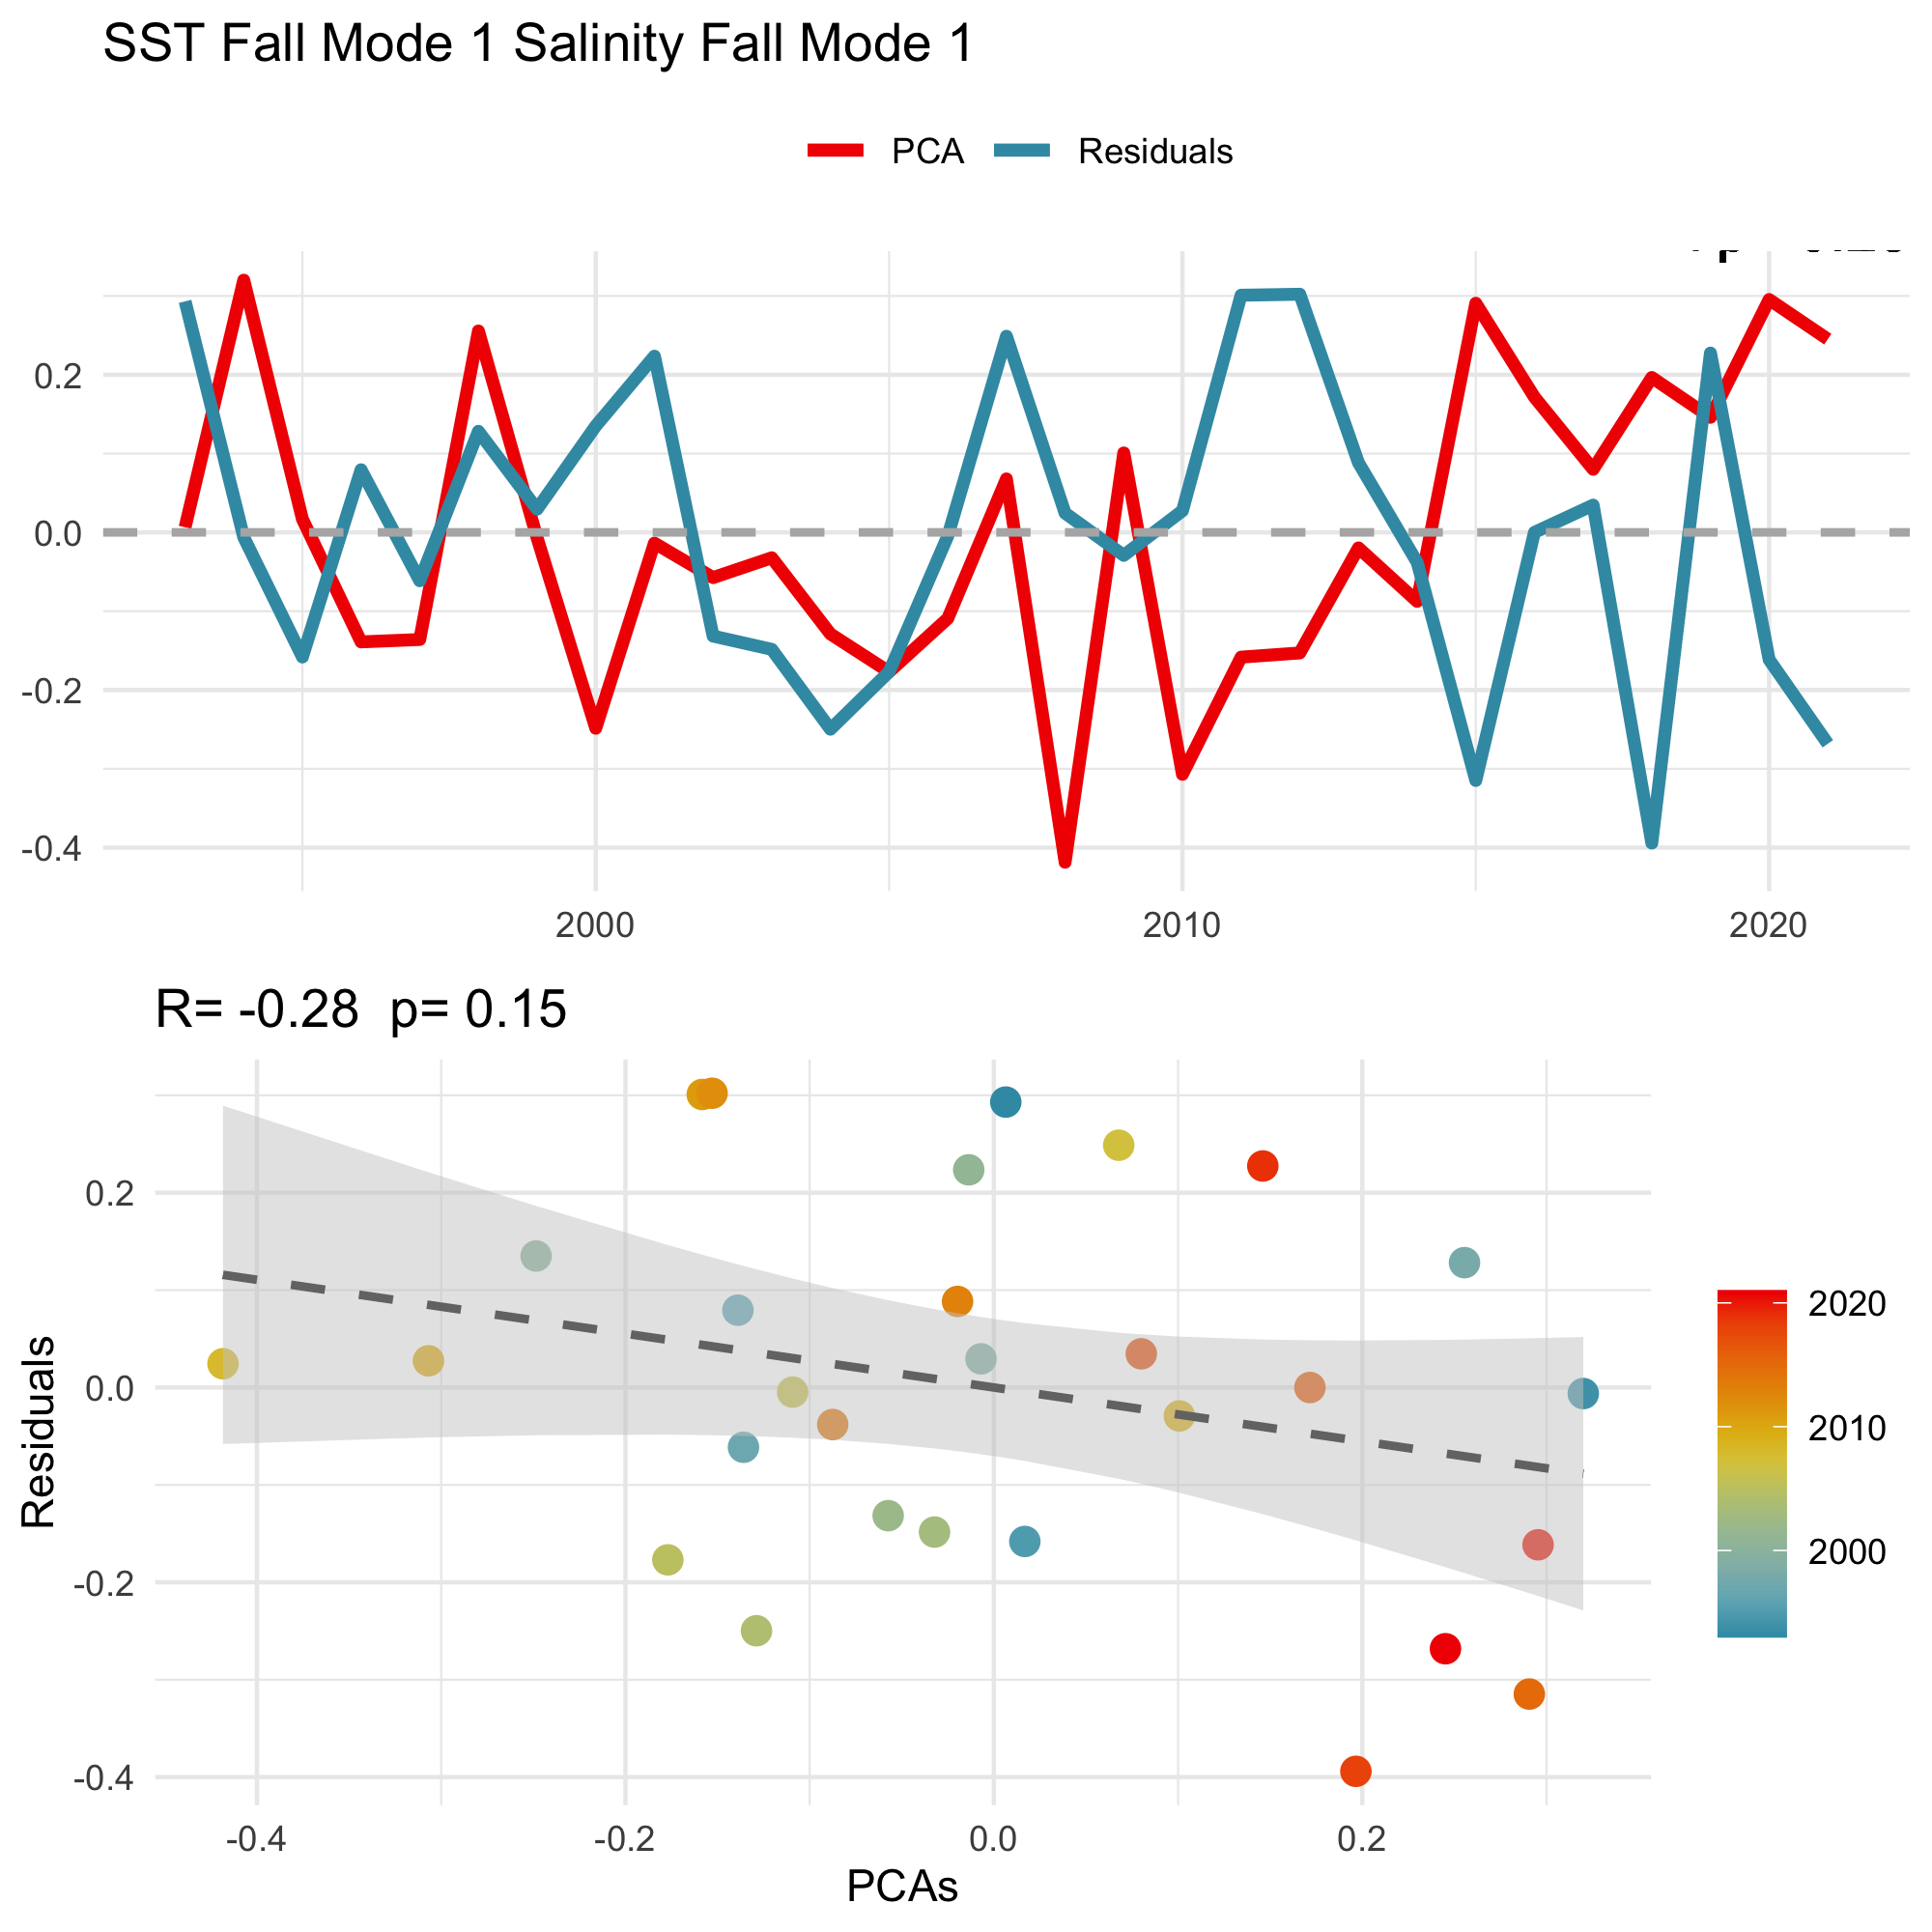 SST Fall Mode 1 Salinity Fall Mode 1
PCA Residuals
0.2
0.0
-0.2
-0.4
2000 2010 2020
R= -0.28 p= 0.15
Residuals
0.2
0.0
-0.2
-0.4
-0.4 -0.2 0.0 0.2
PCAs
2020
2010
2000